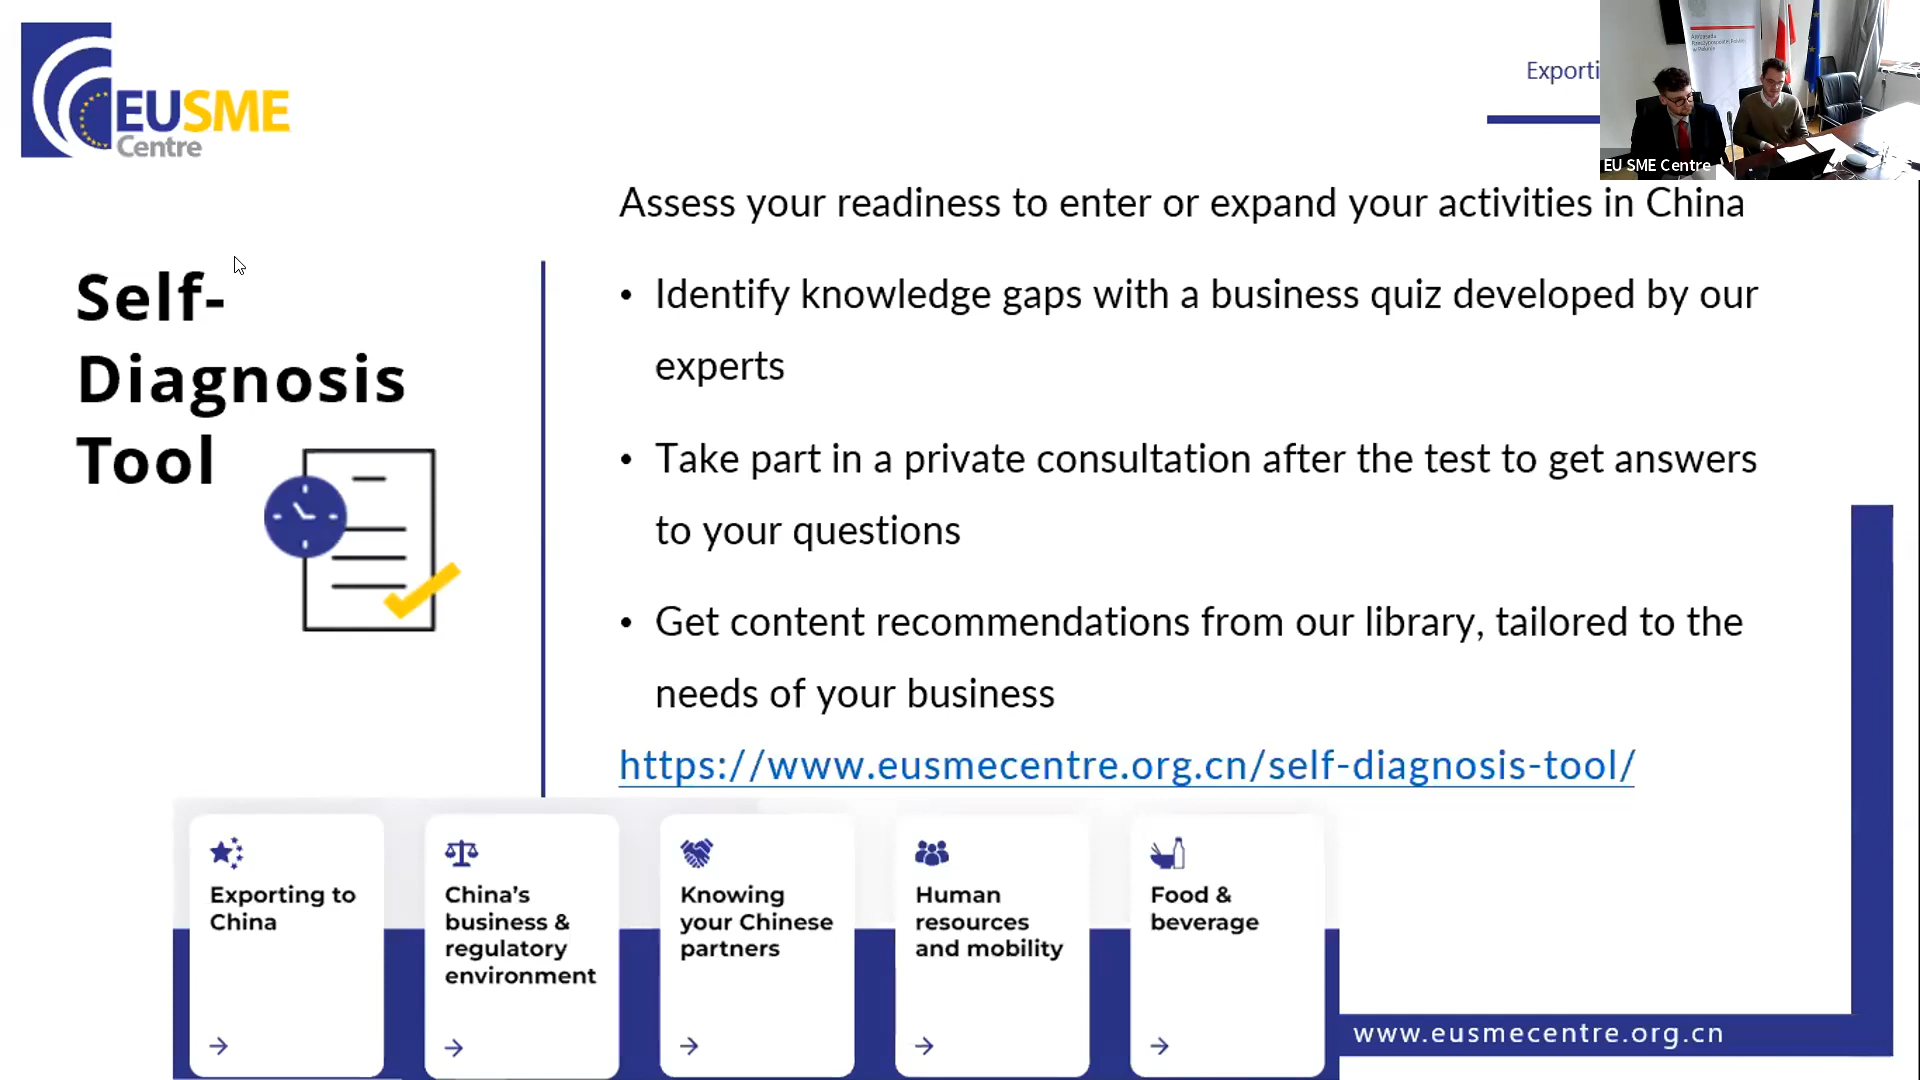 EUSME
Centre
Exporti
Ambasada
Rzeczypospolitej Polskiej
w Pekinie
EU SME Centre
Self-
Diagnosis
Tool
Assess your readiness to enter or expand your activities in China
• Identify knowledge gaps with a business quiz developed by our
experts
• Take part in a private consultation after the test to get answers
to your questions
• Get content recommendations from our library, tailored to the
needs of your business
https://www.eusmecentre.org.cn/self-diagnosis-tool/
Exporting to
China
China's
business &
regulatory
environment
Knowing
your Chinese
partners
Human
resources
and mobility
Food &
beverage
www.eusmecentre.org.cn